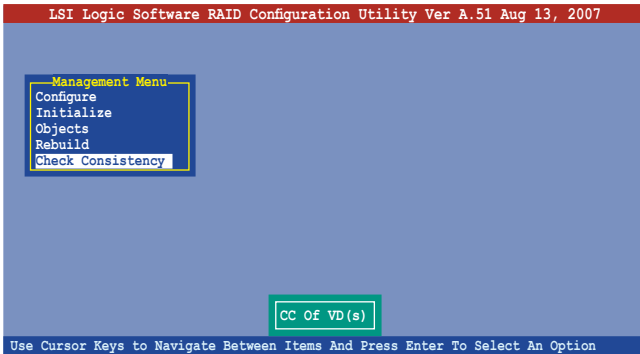 LSI Logic Software RAID Configuration Utility Ver A.51 Aug 13, 2007
Management Menu
Configure
Initialize
Objects
Rebuild
Check Consistency
CC Of VD(s)
Use Cursor Keys to Navigate Between Items And Press Enter To Select An Option